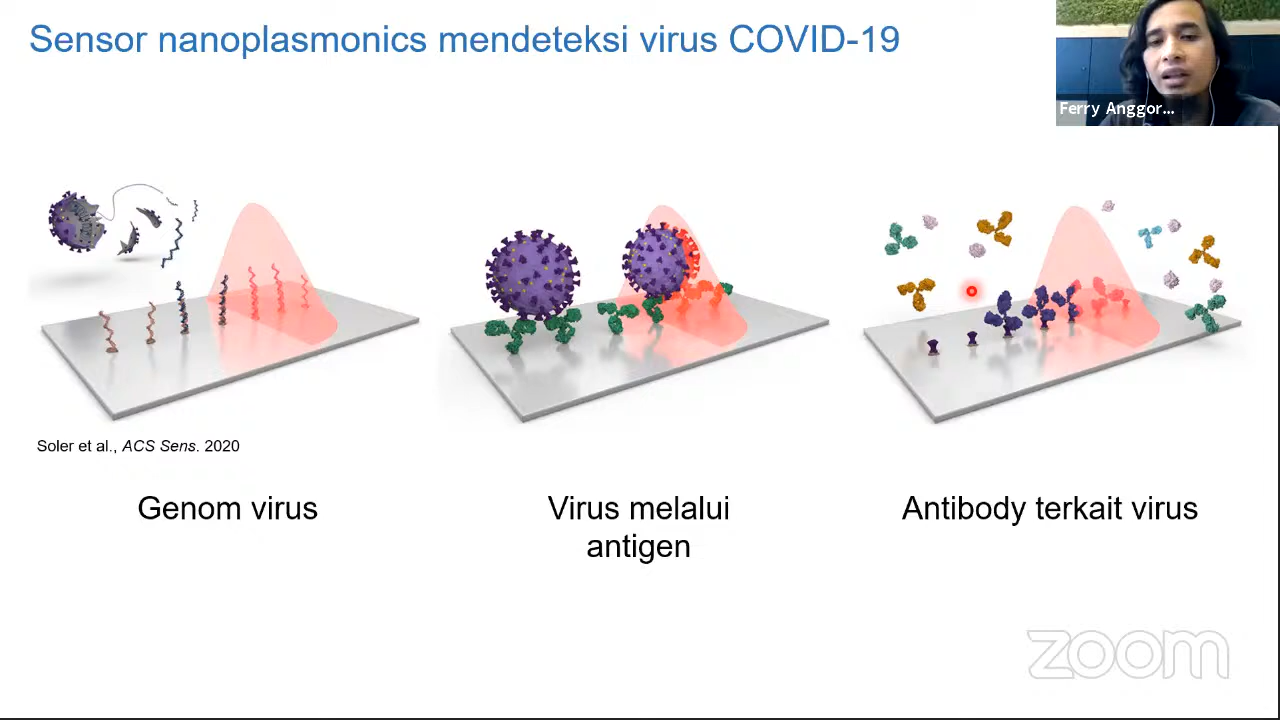 Sensor nanoplasmonics mendeteksi virus COVID-19
Ferry Anggor...
Soler et al., ACS Sens. 2020
Genom virus
Virus melalui
antigen
Antibody terkait virus
zoom